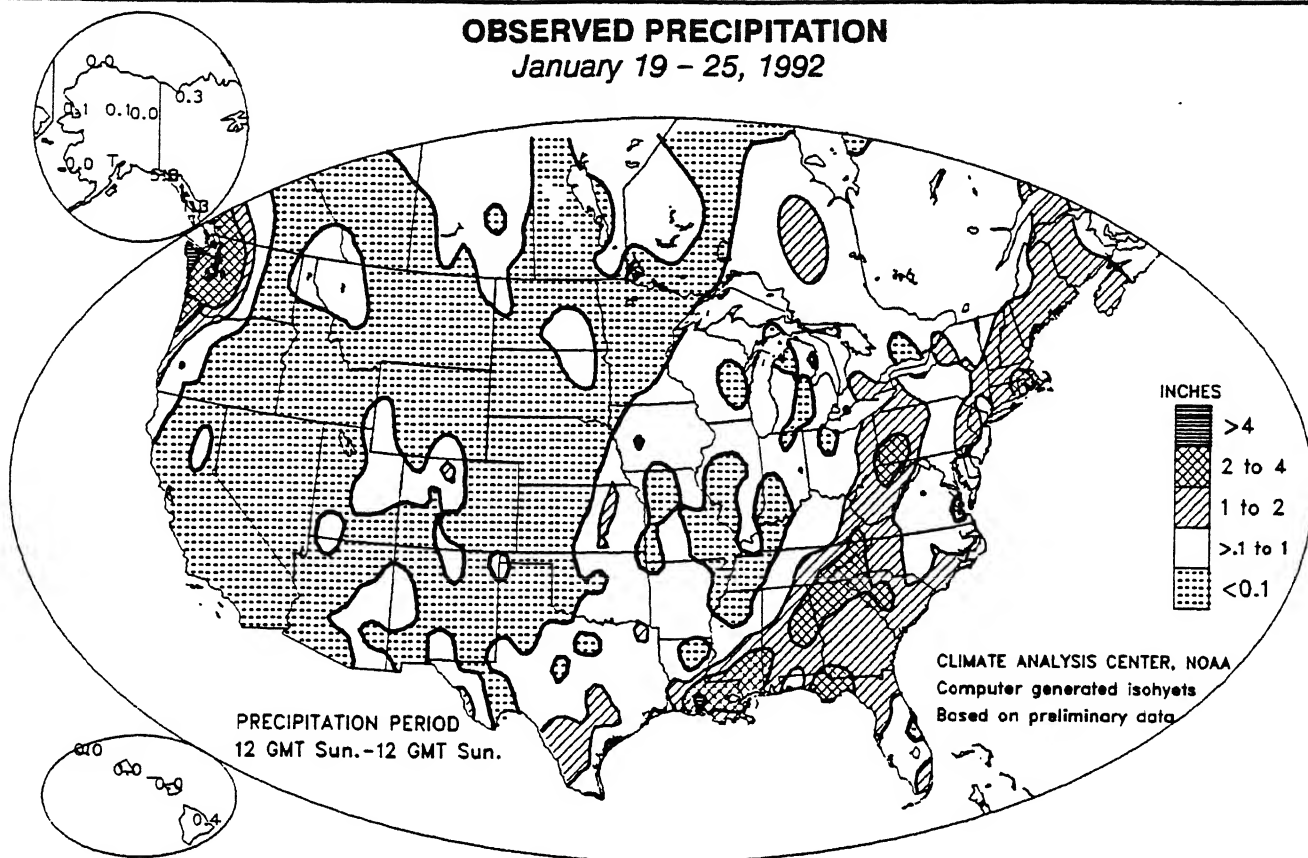 OBSERVED PRECIPITATION
January 19 – 25, 1992
0.0
0.3
0.1 0.0
T
INCHES
>4
2 to 4
1 to 2
>.1 to 1
<0.1
CLIMATE ANALYSIS CENTER, NOAA
Computer generated isohyets
Based on preliminary data
PRECIPITATION PERIOD
12 GMT Sun.–12 GMT Sun.
0.4